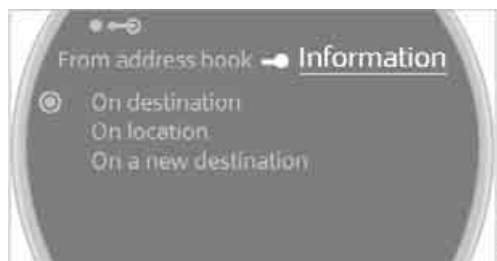 From address book Information
On destination
On location
On a new destination